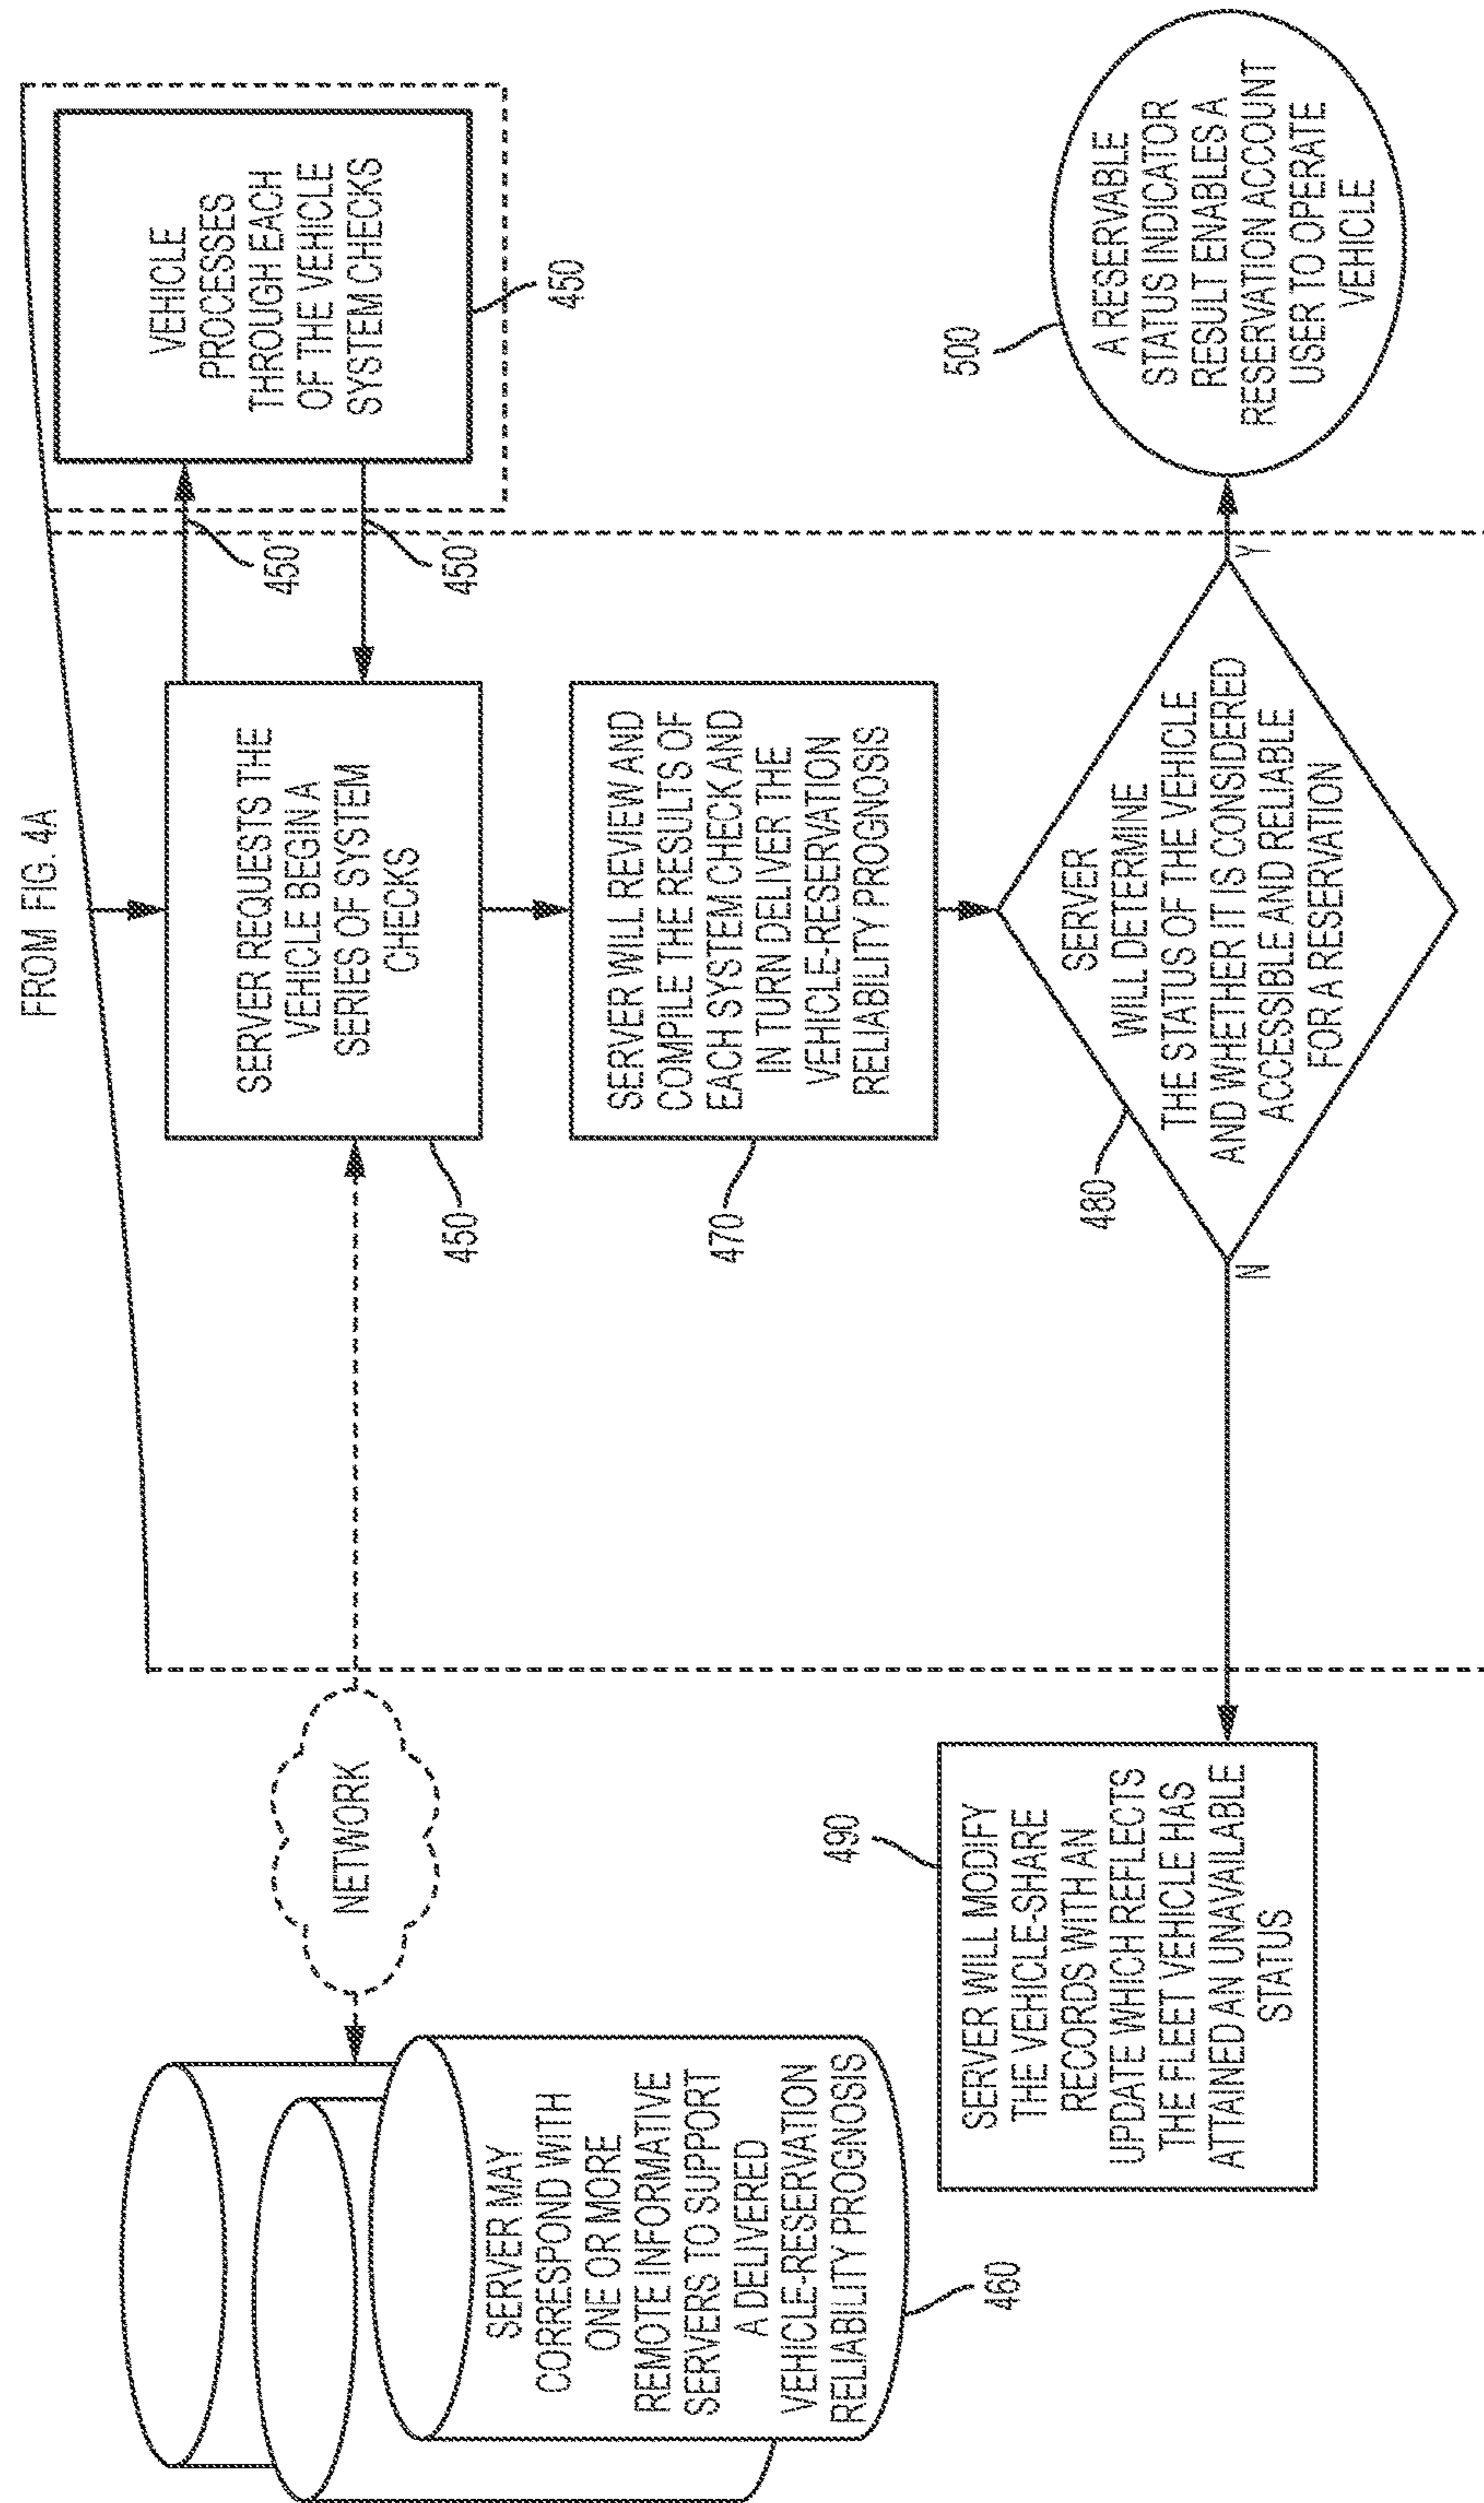 FROM FIG. 4A
SERVER REQUESTS THE
VEHICLE BEGIN A
SERIES OF SYSTEM
CHECKS
450
450'
450'
VEHICLE
PROCESSES
THROUGH EACH
OF THE VEHICLE
SYSTEM CHECKS
450
NETWORK
SERVER MAY
CORRESPOND WITH
ONE OR MORE
REMOTE INFORMATIVE
SERVERS TO SUPPORT
A DELIVERED
VEHICLE-RESERVATION
RELIABILITY PROGNOSIS
460
SERVER WILL REVIEW AND
COMPILE THE RESULTS OF
EACH SYSTEM CHECK AND
IN TURN DELIVER THE
VEHICLE-RESERVATION
RELIABILITY PROGNOSIS
470
SERVER
WILL DETERMINE
THE STATUS OF THE VEHICLE
AND WHETHER IT IS CONSIDERED
ACCESSIBLE AND RELIABLE
FOR A RESERVATION
480
N
Y
490
SERVER WILL MODIFY
THE VEHICLE-SHARE
RECORDS WITH AN
UPDATE WHICH REFLECTS
THE FLEET VEHICLE HAS
ATTAINED AN UNAVAILABLE
STATUS
500
A RESERVABLE
STATUS INDICATOR
RESULT ENABLES A
RESERVATION ACCOUNT
USER TO OPERATE
VEHICLE